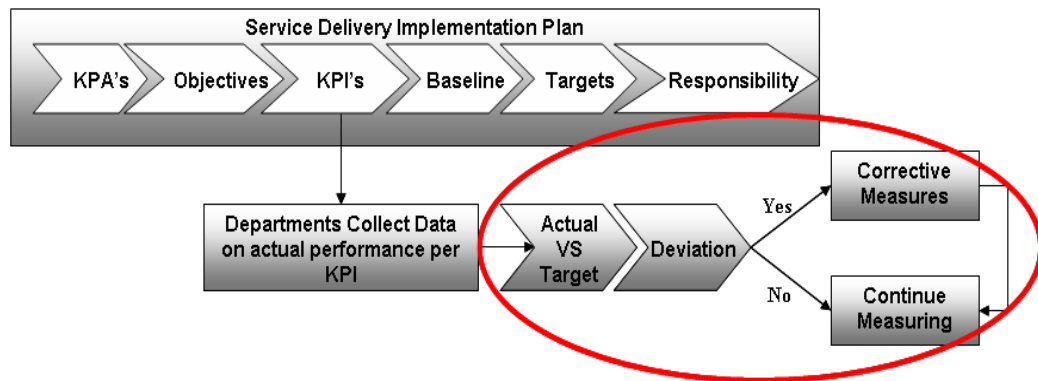 Service Delivery Implementation Plan
KPA's
Objectives
KPI's
Baseline
Targets
Responsibility
Departments Collect Data
on actual performance per
KPI
Actual
VS
Target
Deviation
Yes
No
Corrective
Measures
Continue
Measuring